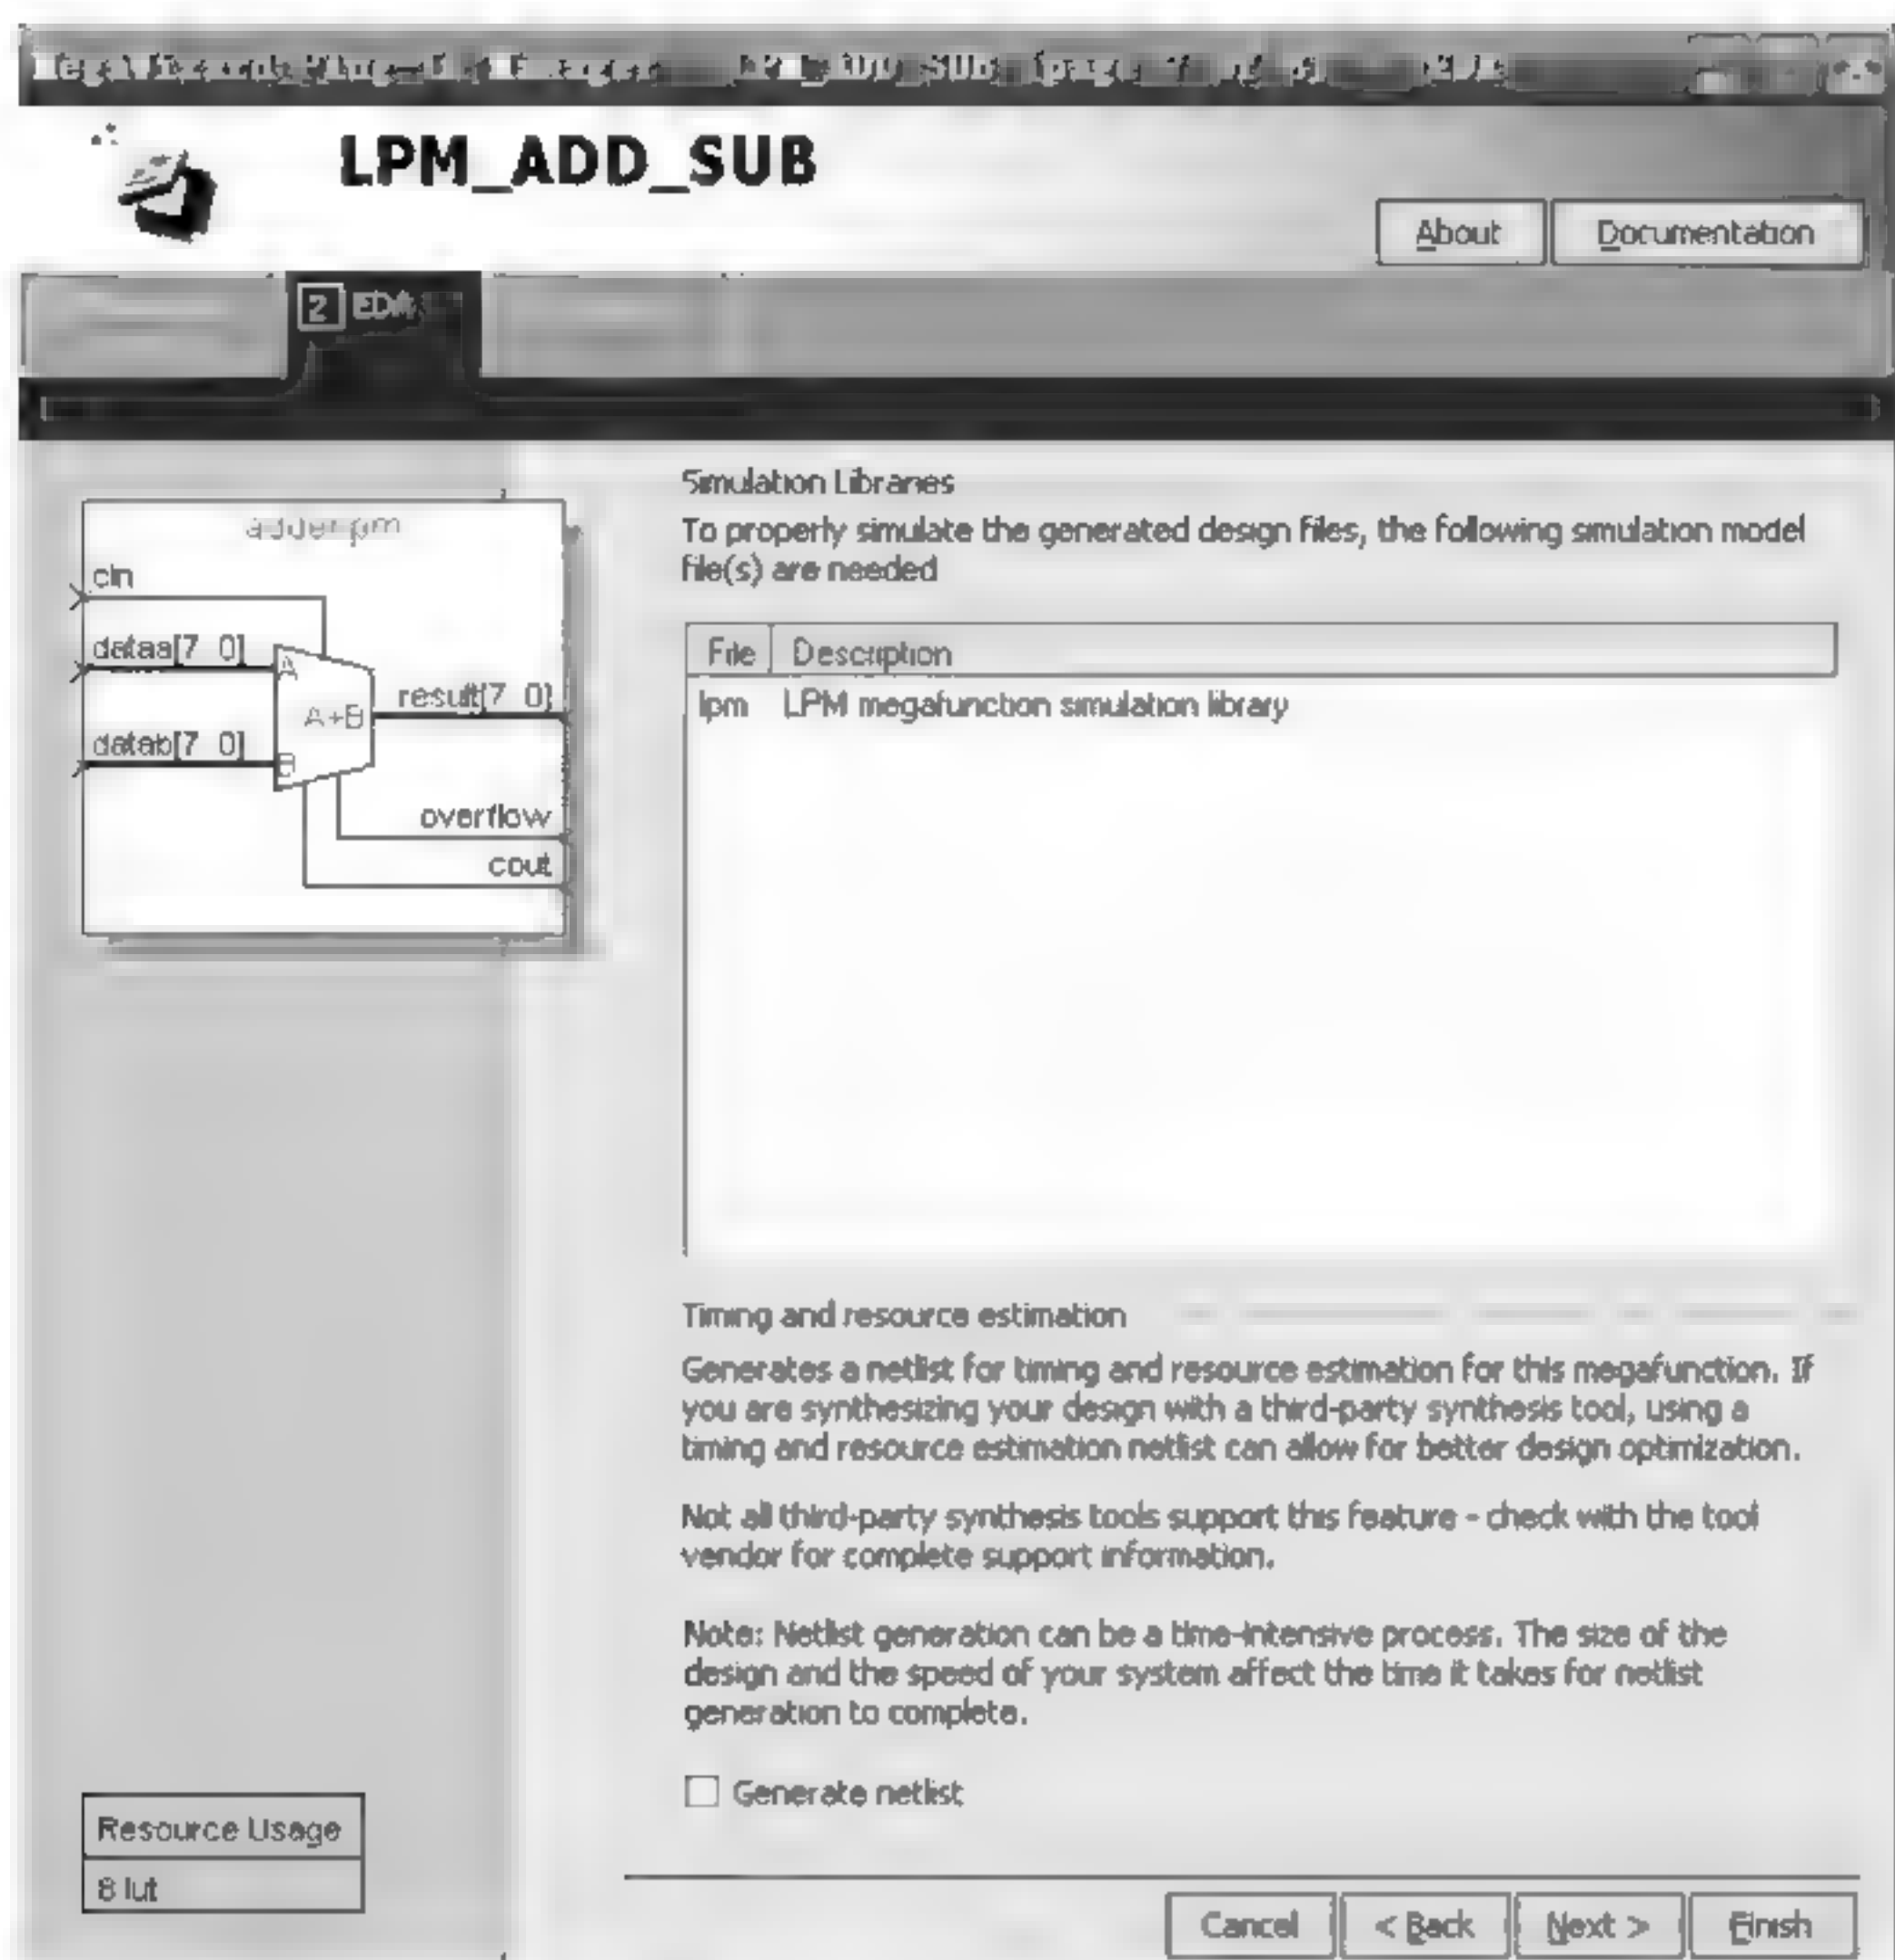 LPM_ADD_SUB
About
Documentation
2 EDA
cin
dataa[7 0]
A
result[7 0]
A+B
datab[7 0]
B
overflow
cout
Simulation Libraries
To properly simulate the generated design files, the following simulation model
file(s) are needed
File Description
lpm LPM megafunction simulation library
Timing and resource estimation
Generates a netlist for timing and resource estimation for this megafunction. If
you are synthesizing your design with a third-party synthesis tool, using a
timing and resource estimation netlist can allow for better design optimization.
Not all third-party synthesis tools support this feature - check with the tool
vendor for complete support information.
Note: Netlist generation can be a time-intensive process. The size of the
design and the speed of your system affect the time it takes for netlist
generation to complete.
Generate netlist
Resource Usage
8 lut
Cancel
< Back
Next >
Finish